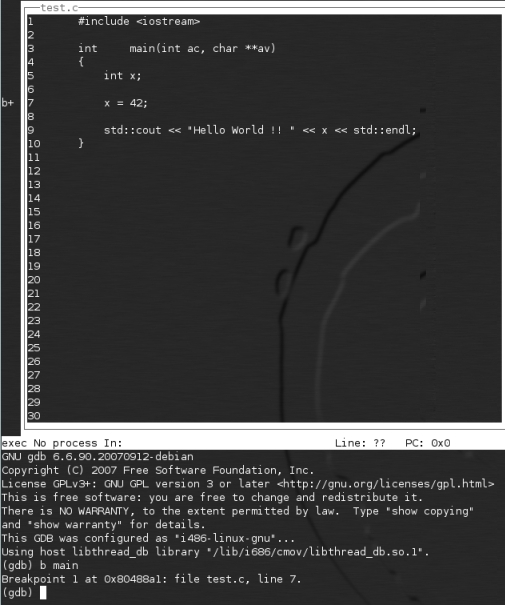 test.c
1 #include <iostream>
2
3 int main(int ac, char **av)
4 {
5 int x;
6
b+ 7 x = 42;
8
9 std::cout << "Hello World !! " << x << std::endl;
10 }
11
12
13
14
15
16
17
18
19
20
21
22
23
24
25
26
27
28
29
30
exec No process In: Line: ?? PC: 0x0
GNU gdb 6.6.90.20070912-debian
Copyright (C) 2007 Free Software Foundation, Inc.
License GPLv3+: GNU GPL version 3 or later <http://gnu.org/licenses/gpl.html>
This is free software: you are free to change and redistribute it.
There is NO WARRANTY, to the extent permitted by law.  Type "show copying"
and "show warranty" for details.
This GDB was configured as "i486-linux-gnu"...
Using host libthread_db library "/lib/i686/cmov/libthread_db.so.1".
(gdb) b main
Breakpoint 1 at 0x80488a1: file test.c, line 7.
(gdb)